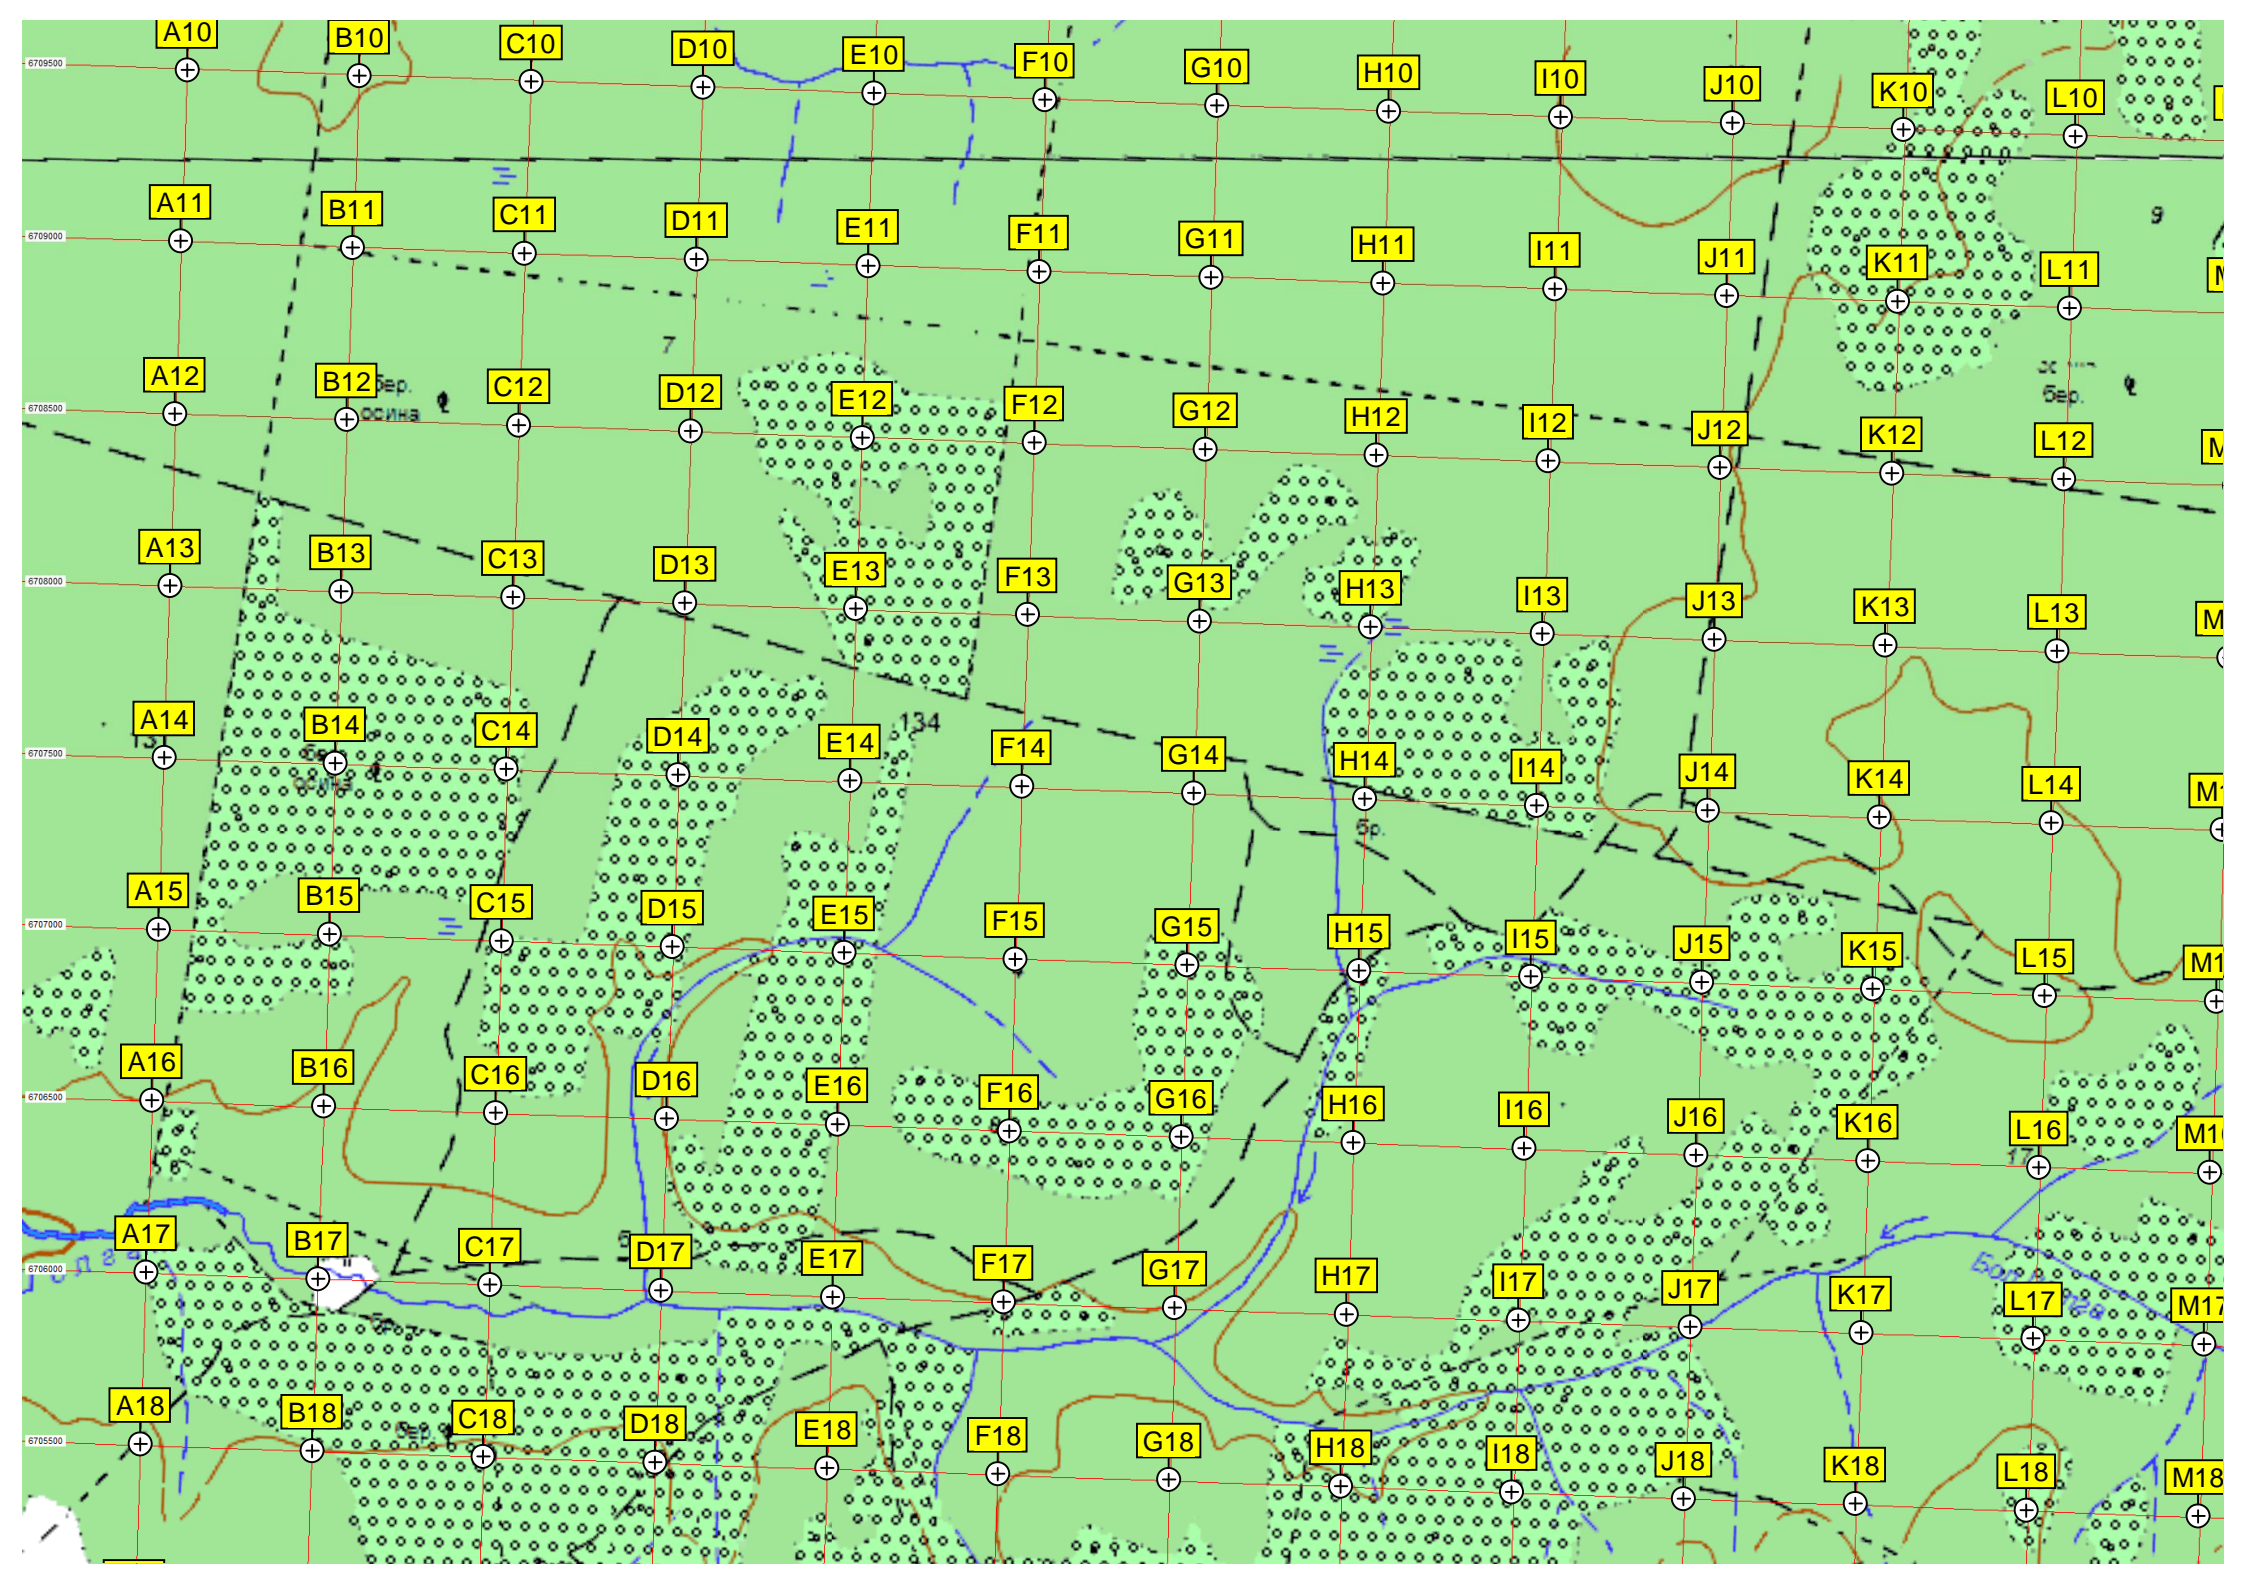 A10 B10 C10 D10 E10 F10 G10 H10 I10 J10 K10 L10
6709500
A11 B11 C11 D11 E11 F11 G11 H11 I11 J11 K11 L11
9
6709000
7
A12 B12 C12 D12 E12 F12 G12 H12 I12 J12 K12 L12
бер.
осина
бер.
6708500
A13 B13 C13 D13 E13 F13 G13 H13 I13 J13 K13 L13
6708000
A14 B14 C14 D14 E14 F14 G14 H14 I14 J14 K14 L14
134
6707500
осина
бр.
A15 B15 C15 D15 E15 F15 G15 H15 I15 J15 K15 L15
6707000
A16 B16 C16 D16 E16 F16 G16 H16 I16 J16 K16 L16 M16
6706500
17
A17 B17 C17 D17 E17 F17 G17 H17 I17 J17 K17 L17 M17
6706000
A18 B18 C18 D18 E18 F18 G18 H18 I18 J18 K18 L18 M18
бер.
6705500